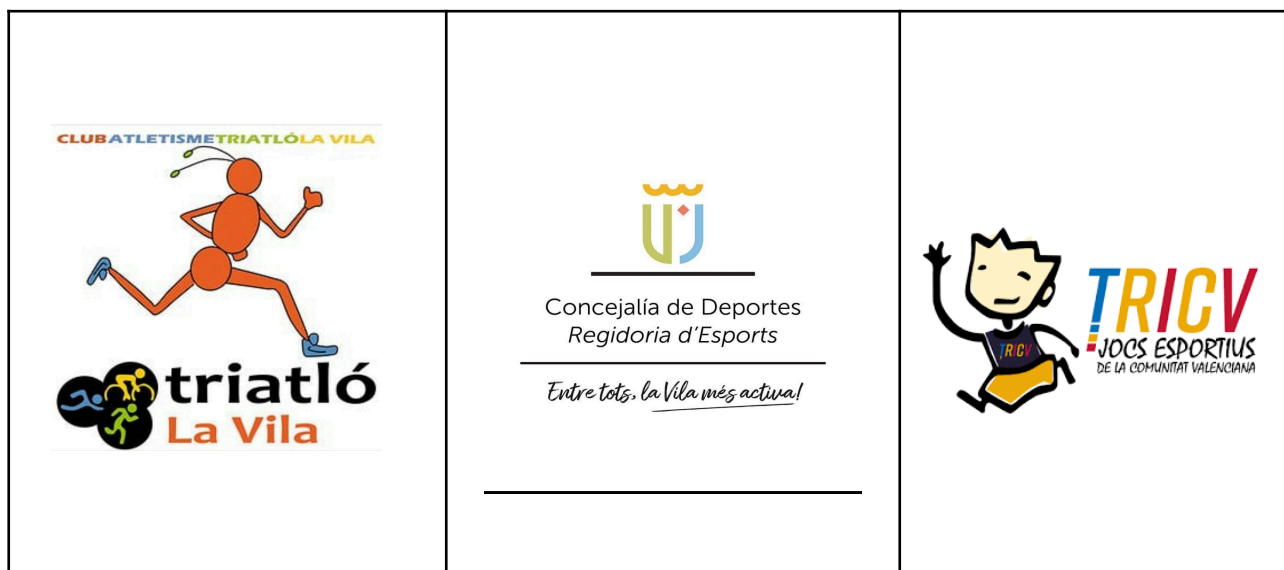 CLUBATLETISMETRIATLÓLA VILA
triatló
La Vila
Concejalía de Deportes
Regidoria d'Esports
Entre tots, la Vila més activa!
TRICV
TRICV
JOCS ESPORTIUS
DE LA COMUNITAT VALENCIANA